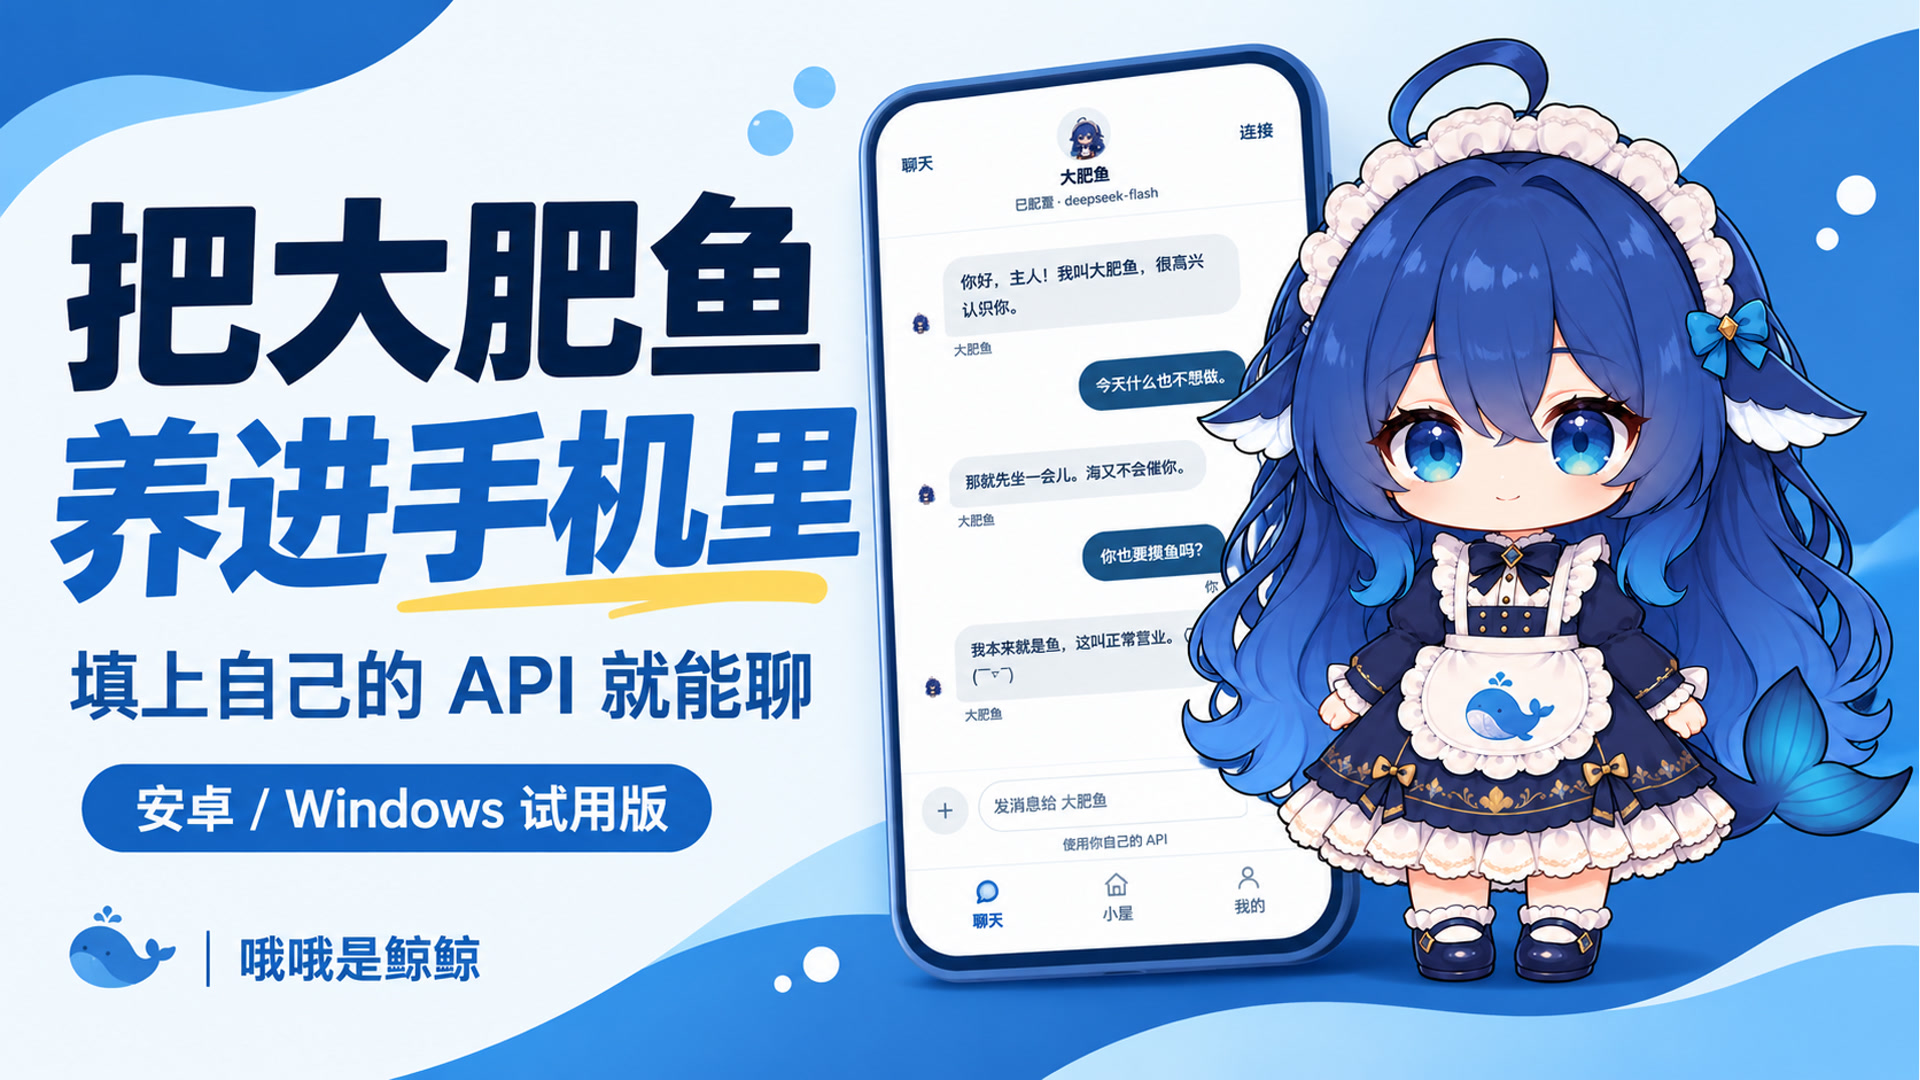 把大肥鱼
养进手机里
填上自己的 API 就能聊
安卓 / Windows 试用版
哦哦是鲸鲸
聊天
连接
大肥鱼
已配置 · deepseek-flash
你好，主人！我叫大肥鱼，很高兴
认识你。
大肥鱼
今天什么也不想做。
那就先坐一会儿。海又不会催你。
大肥鱼
你也要摸鱼吗？
你
我本来就是鱼，这叫正常营业。
(￣▽￣)
大肥鱼
+
发消息给 大肥鱼
使用你自己的 API
聊天
小屋
我的